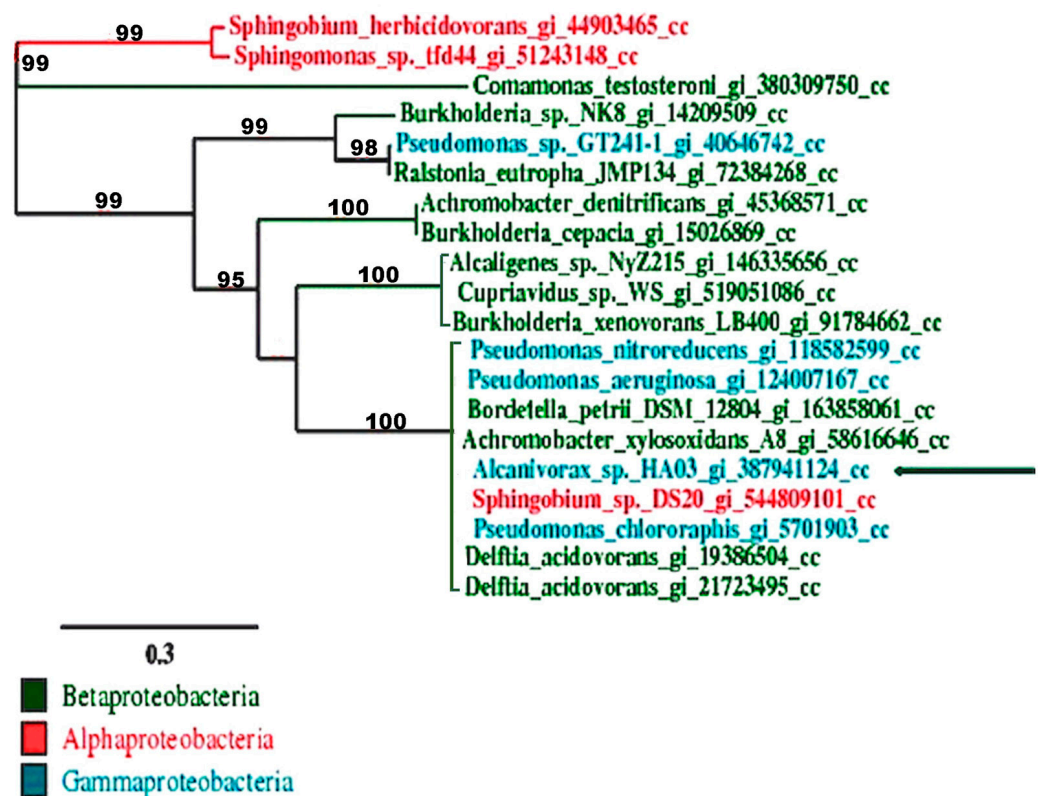 Sphingobium_herbicidovorans_gi_44903465_cc
99
Sphingomonas_sp._tfd44_gi_51243148_cc
99
Comamonas_testosteroni_gi_380309750_cc
Burkholderia_sp._NK8_gi_14209509_cc
99
Pseudomonas_sp._GT241-1_gi_40646742_cc
98
Ralstonia_eutropha_JMP134_gi_72384268_cc
99
Achromobacter_denitrificans_gi_45368571_cc
100
Burkholderia_cepacia_gi_15026869_cc
Alcaligenes_sp._NyZ215_gi_146335656_cc
95
100
Cupriavidus_sp._WS_gi_519051086_cc
Burkholderia_xenovorans_LB400_gi_91784662_cc
Pseudomonas_nitroreducens_gi_118582599_cc
Pseudomonas_aeruginosa_gi_124007167_cc
Bordetella_petrii_DSM_12804_gi_163858061_cc
100
Achromobacter_xylosoxidans_A8_gi_58616646_cc
Alcanivorax_sp._HA03_gi_387941124_cc
Sphingobium_sp._DS20_gi_544809101_cc
Pseudomonas_chlororaphis_gi_5701903_cc
Delftia_acidovorans_gi_19386504_cc
Delftia_acidovorans_gi_21723495_cc
0.3
Betaproteobacteria
Alphaproteobacteria
Gammaproteobacteria